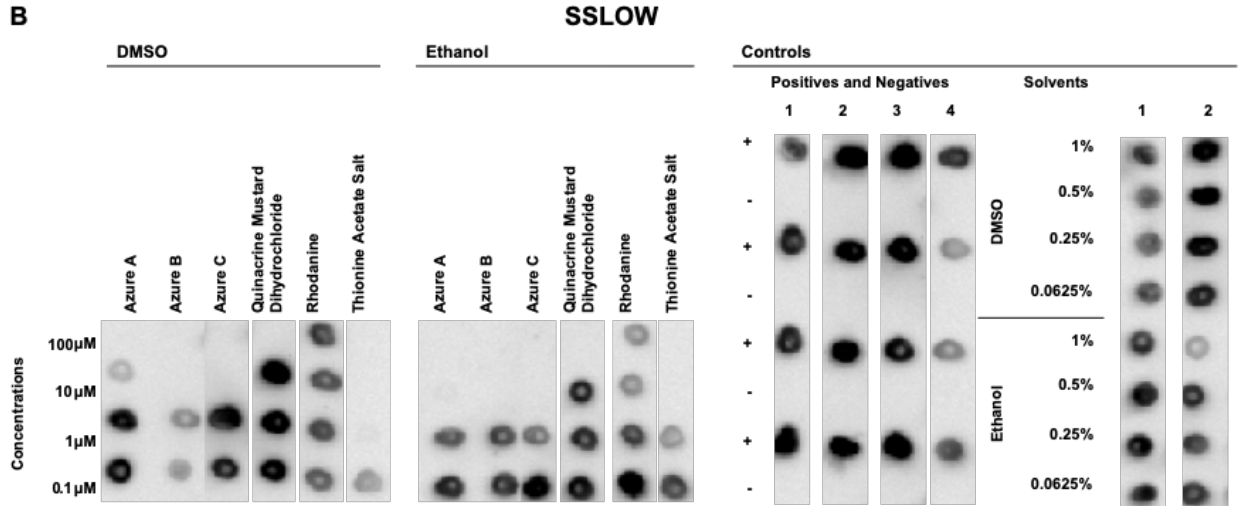 B
SSLOW
DMSO
Ethanol
Controls
Positives and Negatives
Solvents
1
2
3
4
1
2
Azure A
Azure B
Azure C
Quinacrine Mustard
Dihydrochloride
Rhodanine
Thionine Acetate Salt
Azure A
Azure B
Azure C
Quinacrine Mustard
Dihydrochloride
Rhodanine
Thionine Acetate Salt
Concentrations
100µM
10µM
1µM
0.1µM
+
-
+
-
+
-
+
-
DMSO
1%
0.5%
0.25%
0.0625%
Ethanol
1%
0.5%
0.25%
0.0625%